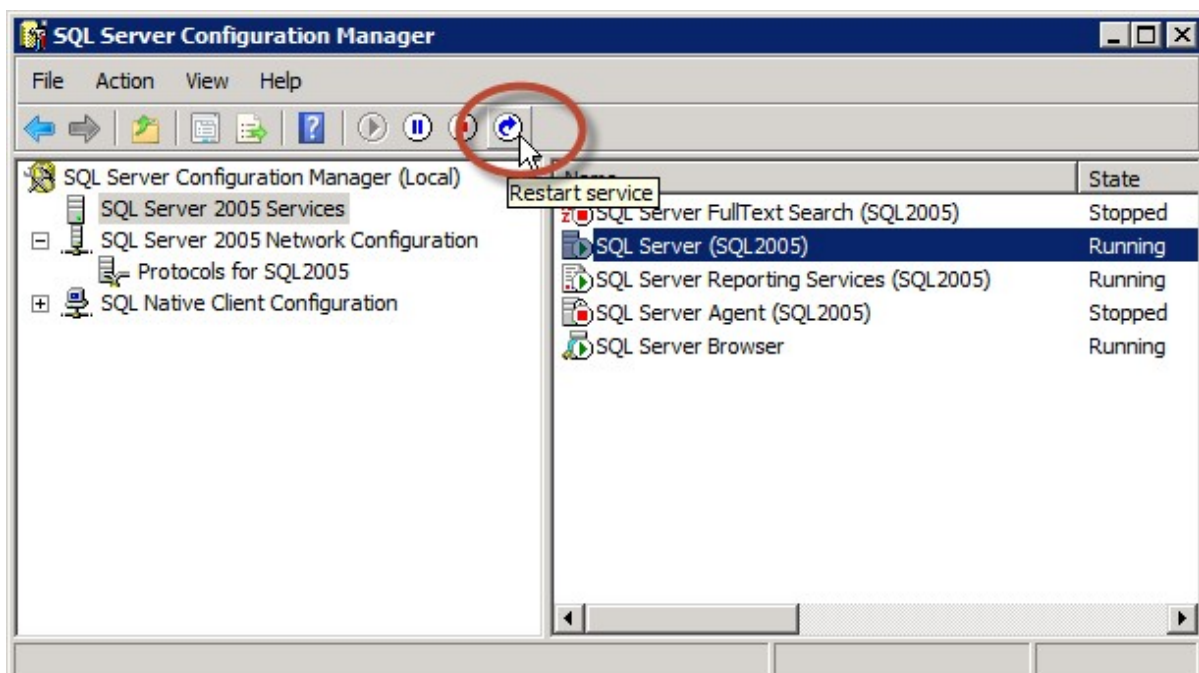 SQL Server Configuration Manager
File Action View Help
SQL Server Configuration Manager (Local)
SQL Server 2005 Services
SQL Server 2005 Network Configuration
Protocols for SQL2005
SQL Native Client Configuration
Restart service
State
SQL Server FullText Search (SQL2005) Stopped
SQL Server (SQL2005) Running
SQL Server Reporting Services (SQL2005) Running
SQL Server Agent (SQL2005) Stopped
SQL Server Browser Running